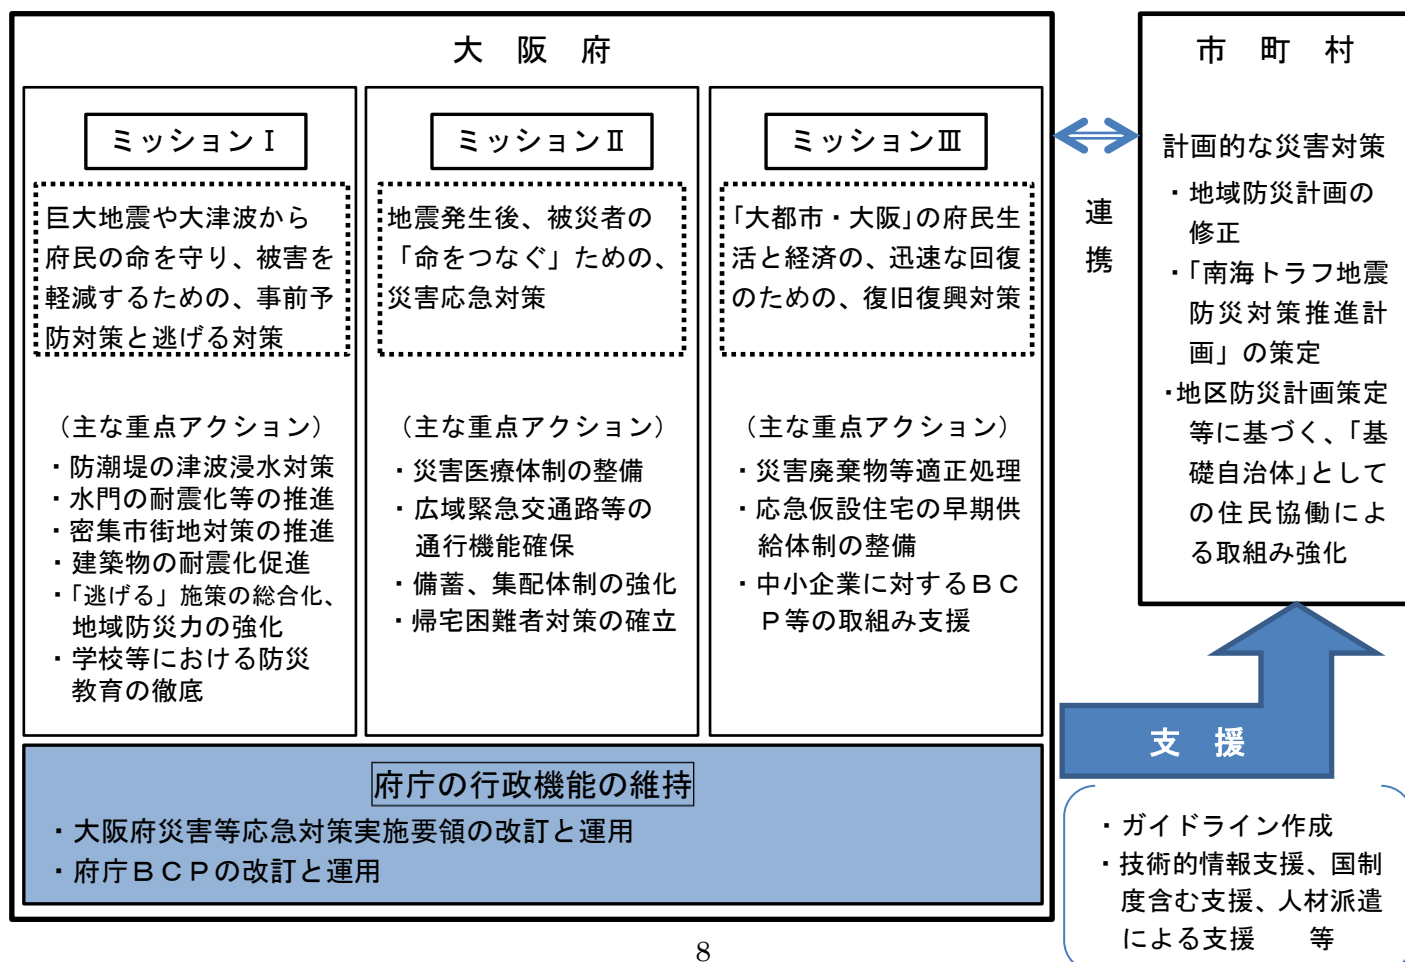 大 阪 府
ミッションⅠ
巨大地震や大津波から
府民の命を守り、被害を
軽減するための、事前予
防対策と逃げる対策
（主な重点アクション）
・防潮堤の津波浸水対策
・水門の耐震化等の推進
・密集市街地対策の推進
・建築物の耐震化促進
・「逃げる」施策の総合化、
地域防災力の強化
・学校等における防災
教育の徹底
ミッションⅡ
地震発生後、被災者の
「命をつなぐ」ための、
災害応急対策
（主な重点アクション）
・災害医療体制の整備
・広域緊急交通路等の
通行機能確保
・備蓄、集配体制の強化
・帰宅困難者対策の確立
ミッションⅢ
「大都市・大阪」の府民生
活と経済の、迅速な回復
のための、復旧復興対策
（主な重点アクション）
・災害廃棄物等適正処理
・応急仮設住宅の早期供
給体制の整備
・中小企業に対するＢＣ
Ｐ等の取組み支援
府庁の行政機能の維持
・大阪府災害等応急対策実施要領の改訂と運用
・府庁ＢＣＰの改訂と運用
連
携
市 町 村
計画的な災害対策
・地域防災計画の
修正
・「南海トラフ地震
防災対策推進計
画」の策定
・地区防災計画策定
等に基づく、「基
礎自治体」として
の住民協働によ
る取組み強化
支 援
・ガイドライン作成
・技術的情報支援、国制
度含む支援、人材派遣
による支援 等
8